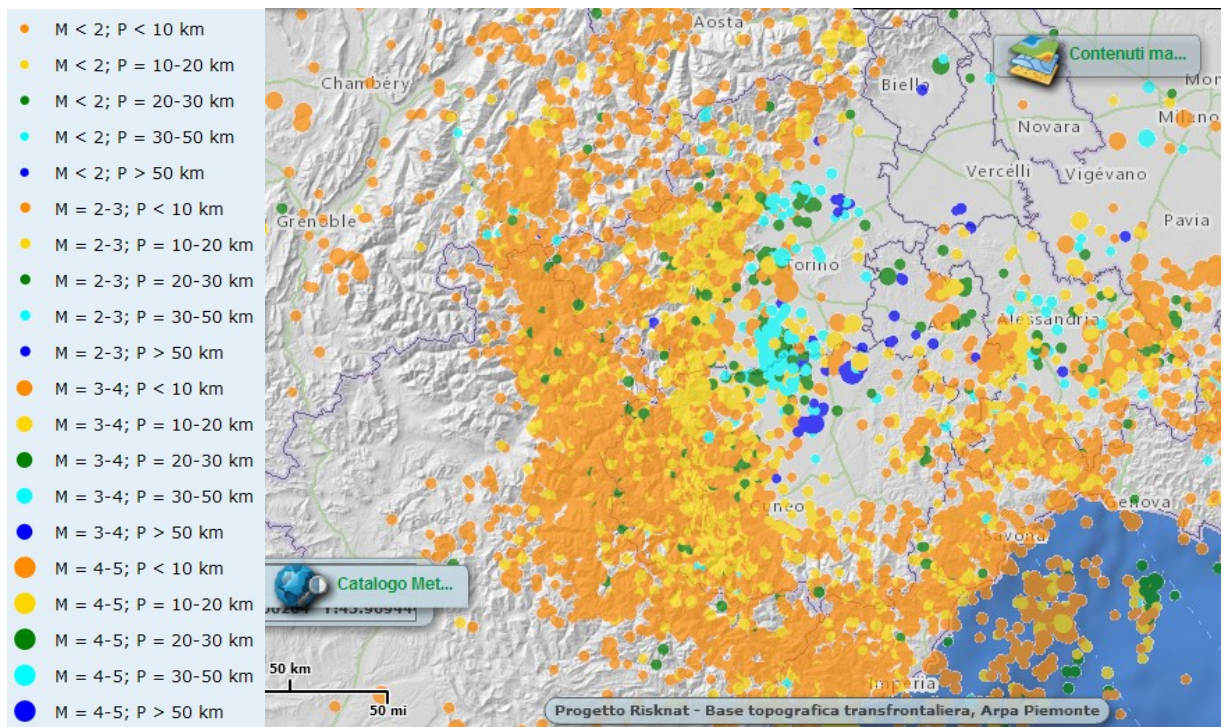 M < 2; P < 10 km
M < 2; P = 10-20 km
M < 2; P = 20-30 km
M < 2; P = 30-50 km
M < 2; P > 50 km
M = 2-3; P < 10 km
M = 2-3; P = 10-20 km
M = 2-3; P = 20-30 km
M = 2-3; P = 30-50 km
M = 2-3; P > 50 km
M = 3-4; P < 10 km
M = 3-4; P = 10-20 km
M = 3-4; P = 20-30 km
M = 3-4; P = 30-50 km
M = 3-4; P > 50 km
M = 4-5; P < 10 km
M = 4-5; P = 10-20 km
M = 4-5; P = 20-30 km
M = 4-5; P = 30-50 km
M = 4-5; P > 50 km
Aosta
Contenuti ma...
Chambéry
Biella
Milano
Novara
Vercelli
Vigévano
Grenoble
Pavia
Torino
Asti
Alessandria
Cuneo
Genova
Savona
Catalogo Met...
50 km
Imperia
50 mi
Progetto Risknat - Base topografica transfrontaliera, Arpa Piemonte